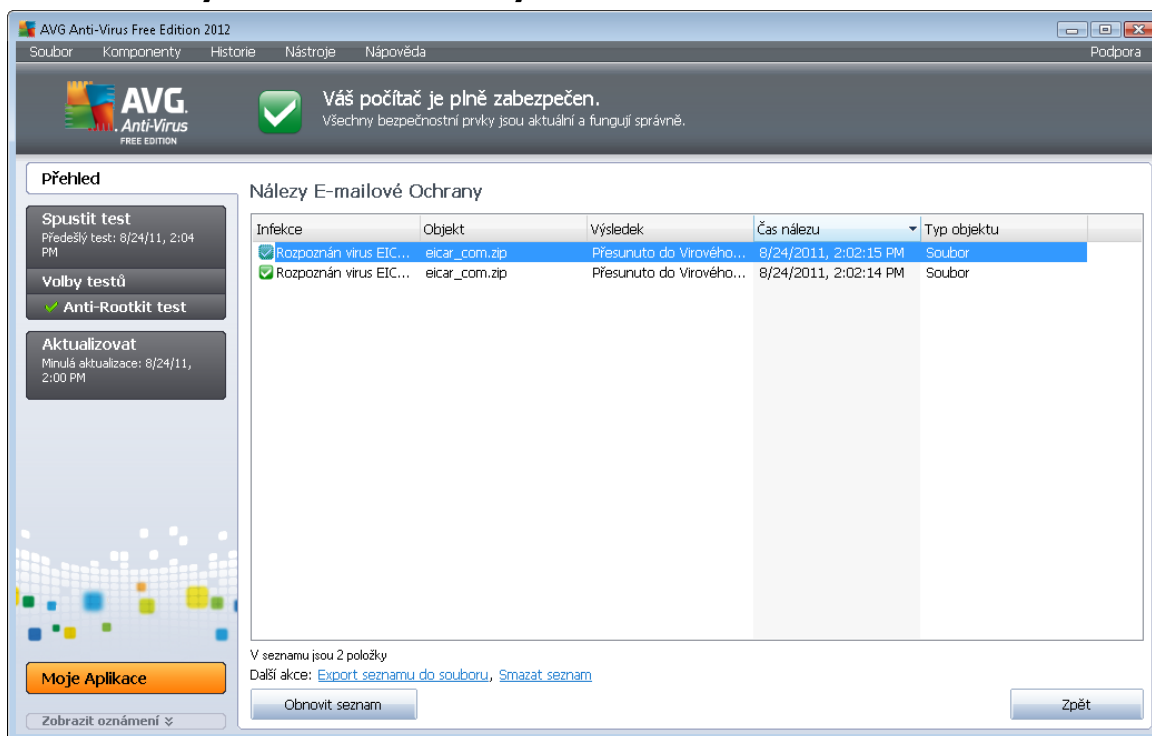 AVG Anti-Virus Free Edition 2012
Soubor Komponenty Historie Nástroje Nápověda Podpora
AVG.
Anti-Virus
FREE EDITION
Váš počítač je plně zabezpečen.
Všechny bezpečnostní prvky jsou aktuální a fungují správně.
Přehled
Spustit test
Předešlý test: 8/24/11, 2:04
PM
Volby testů
Anti-Rootkit test
Aktualizovat
Minulá aktualizace: 8/24/11,
2:00 PM
Moje Aplikace
Zobrazit oznámení
Nálezy E-mailové Ochrany
Infekce Objekt Výsledek Čas nálezu Typ objektu
Rozpoznán virus EIC... eicar_com.zip Přesunuto do Virového... 8/24/2011, 2:02:15 PM Soubor
Rozpoznán virus EIC... eicar_com.zip Přesunuto do Virového... 8/24/2011, 2:02:14 PM Soubor
V seznamu jsou 2 položky
Další akce: Export seznamu do souboru, Smazat seznam
Obnovit seznam Zpět